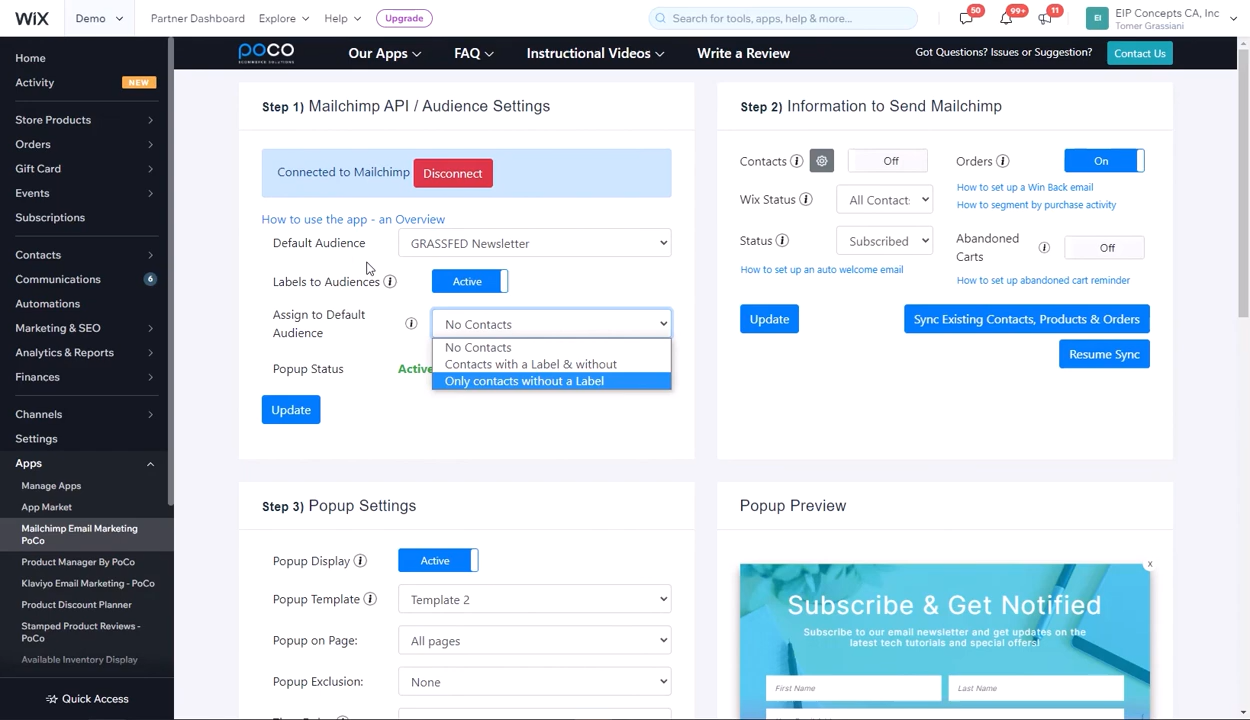 WiX
Demo
Partner Dashboard
Explore
Help
Upgrade
Search for tools, apps, help & more...
50
99+
11
EI
EIP Concepts CA, Inc
Tomer Grassiani
Home
Activity
NEW
Store Products
Orders
Gift Card
Events
Subscriptions
Contacts
Communications
6
Automations
Marketing & SEO
Analytics & Reports
Finances
Channels
Settings
Apps
Manage Apps
App Market
Mailchimp Email Marketing
PoCo
Product Manager By PoCo
Klaviyo Email Marketing - PoCo
Product Discount Planner
Stamped Product Reviews -
PoCo
Available Inventory Display
Quick Access
poco
ECOMMERCE SOLUTIONS
Our Apps
FAQ
Instructional Videos
Write a Review
Got Questions? Issues or Suggestion?
Contact Us
Step 1) Mailchimp API / Audience Settings
Connected to Mailchimp
Disconnect
How to use the app - an Overview
Default Audience
GRASSFED Newsletter
Labels to Audiences
Active
Assign to Default
Audience
No Contacts
No Contacts
Contacts with a Label & without
Only contacts without a Label
Popup Status
Active
Update
Step 2) Information to Send Mailchimp
Contacts
Off
Orders
On
Wix Status
All Contact
How to set up a Win Back email
How to segment by purchase activity
Status
Subscribed
Abandoned
Carts
Off
How to set up an auto welcome email
How to set up abandoned cart reminder
Update
Sync Existing Contacts, Products & Orders
Resume Sync
Step 3) Popup Settings
Popup Display
Active
Popup Template
Template 2
Popup on Page:
All pages
Popup Exclusion:
None
Popup Preview
x
Subscribe & Get Notified
Subscribe to our email newsletter and get updates on the
latest tech tutorials and special offers!
First Name
Last Name